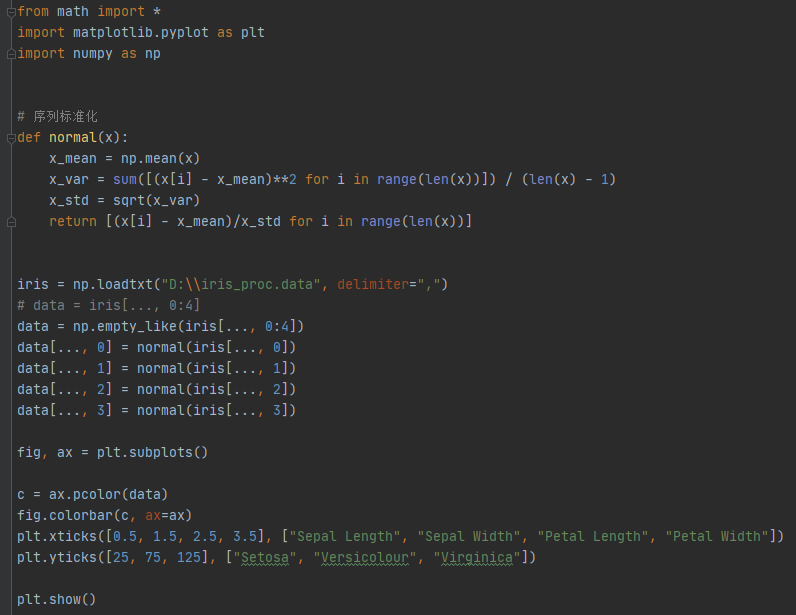 from math import *
import matplotlib.pyplot as plt
import numpy as np
# 序列标准化
def normal(x):
    x_mean = np.mean(x)
    x_var = sum([(x[i] - x_mean)**2 for i in range(len(x))]) / (len(x) - 1)
    x_std = sqrt(x_var)
    return [(x[i] - x_mean)/x_std for i in range(len(x))]
iris = np.loadtxt("D:\\iris_proc.data", delimiter=",")
# data = iris[..., 0:4]
data = np.empty_like(iris[..., 0:4])
data[..., 0] = normal(iris[..., 0])
data[..., 1] = normal(iris[..., 1])
data[..., 2] = normal(iris[..., 2])
data[..., 3] = normal(iris[..., 3])
fig, ax = plt.subplots()
c = ax.pcolor(data)
fig.colorbar(c, ax=ax)
plt.xticks([0.5, 1.5, 2.5, 3.5], ["Sepal Length", "Sepal Width", "Petal Length", "Petal Width"])
plt.yticks([25, 75, 125], ["Setosa", "Versicolour", "Virginica"])
plt.show()